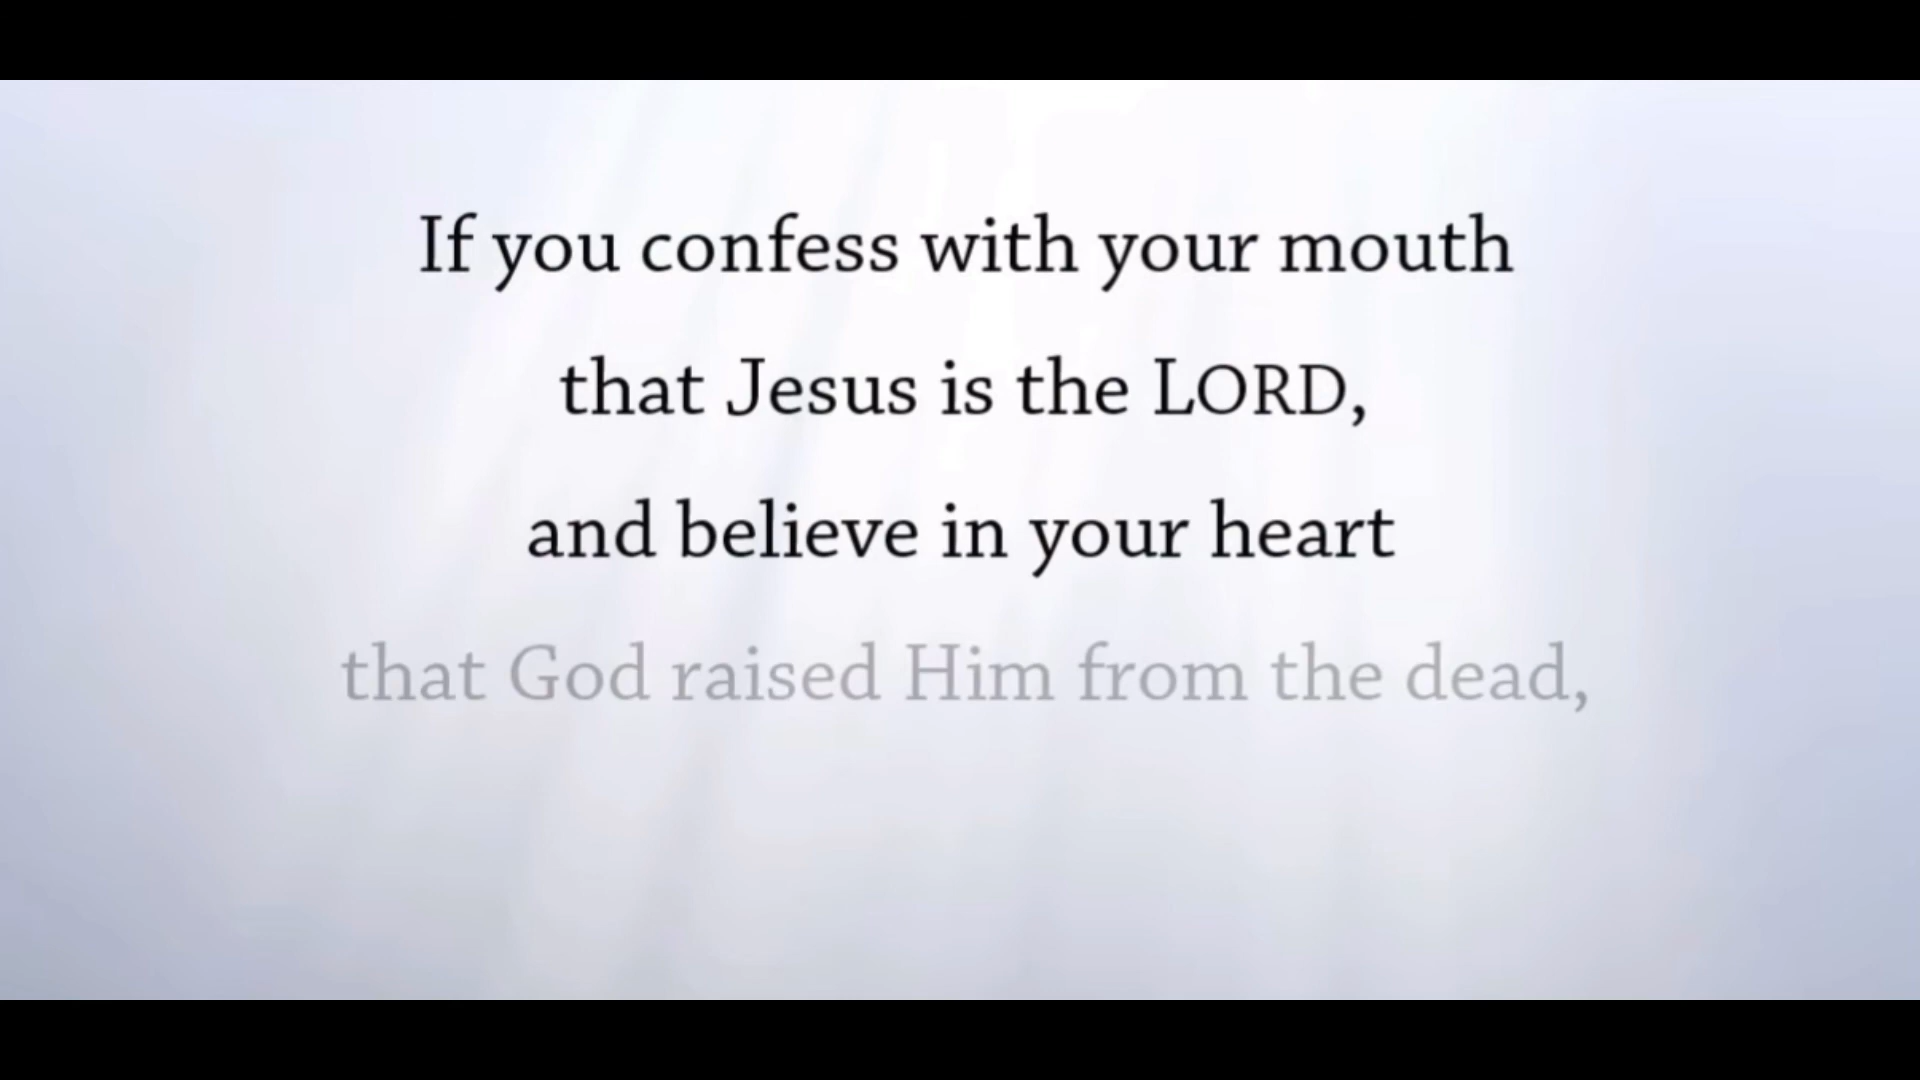 If you confess with your mouth
that Jesus is the LORD,
and believe in your heart
that God raised Him from the dead,